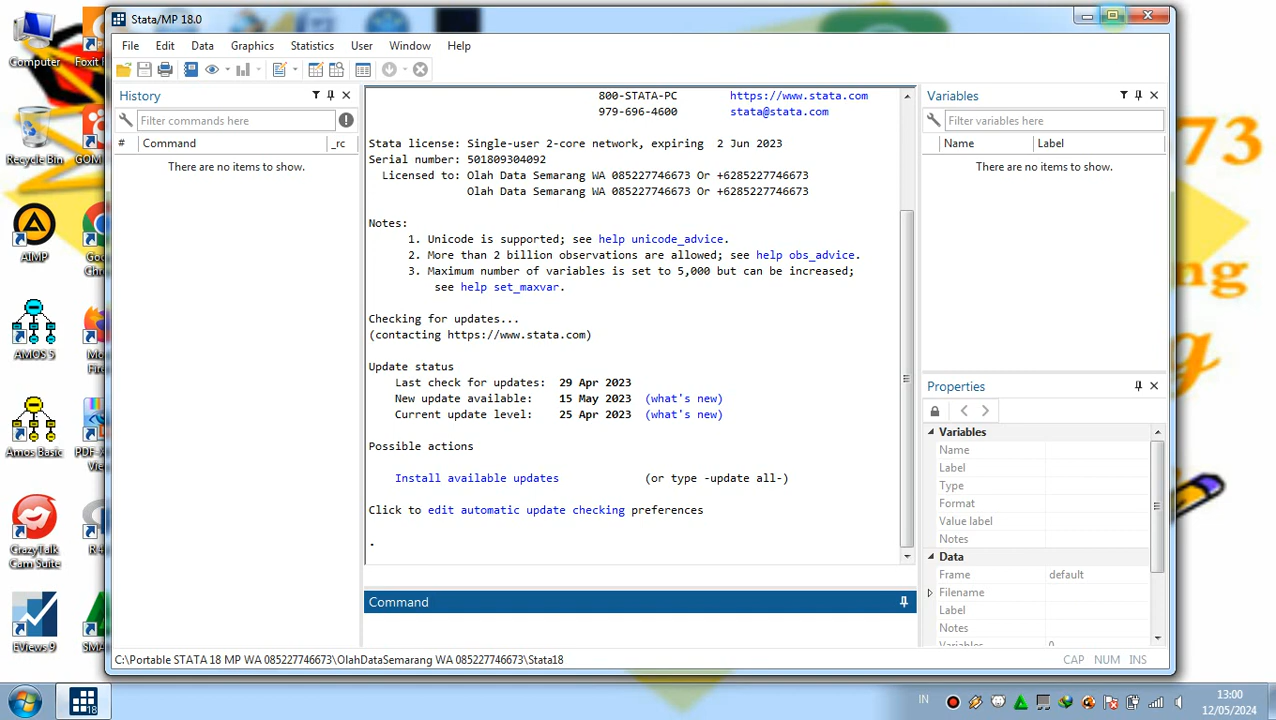 Stata/MP 18.0
File Edit Data Graphics Statistics User Window Help
History
Filter commands here
# Command _rc
There are no items to show.
800-STATA-PC https://www.stata.com
979-696-4600 stata@stata.com
Stata license: Single-user 2-core network, expiring 2 Jun 2023
Serial number: 501809304092
Licensed to: Olah Data Semarang WA 085227746673 Or +6285227746673
Olah Data Semarang WA 085227746673 Or +6285227746673
Notes:
1. Unicode is supported; see help unicode_advice.
2. More than 2 billion observations are allowed; see help obs_advice.
3. Maximum number of variables is set to 5,000 but can be increased;
see help set_maxvar.
Checking for updates...
(contacting https://www.stata.com)
Update status
Last check for updates: 29 Apr 2023
New update available: 15 May 2023 (what's new)
Current update level: 25 Apr 2023 (what's new)
Possible actions
Install available updates (or type -update all-)
Click to edit automatic update checking preferences
.
Command
Variables
Filter variables here
Name Label
There are no items to show.
Properties
Variables
Name
Label
Type
Format
Value label
Notes
Data
Frame default
Filename
Label
Notes
Variables 0
C:\Portable STATA 18 MP WA 085227746673\OlahDataSemarang WA 085227746673\Stata18
CAP NUM INS
Computer
Recycle Bin
AIMP
AMOS 5
Amos Basic
CrazyTalk
Cam Suite
EViews 9
Foxit
GOM
18
IN
13:00
12/05/2024
73